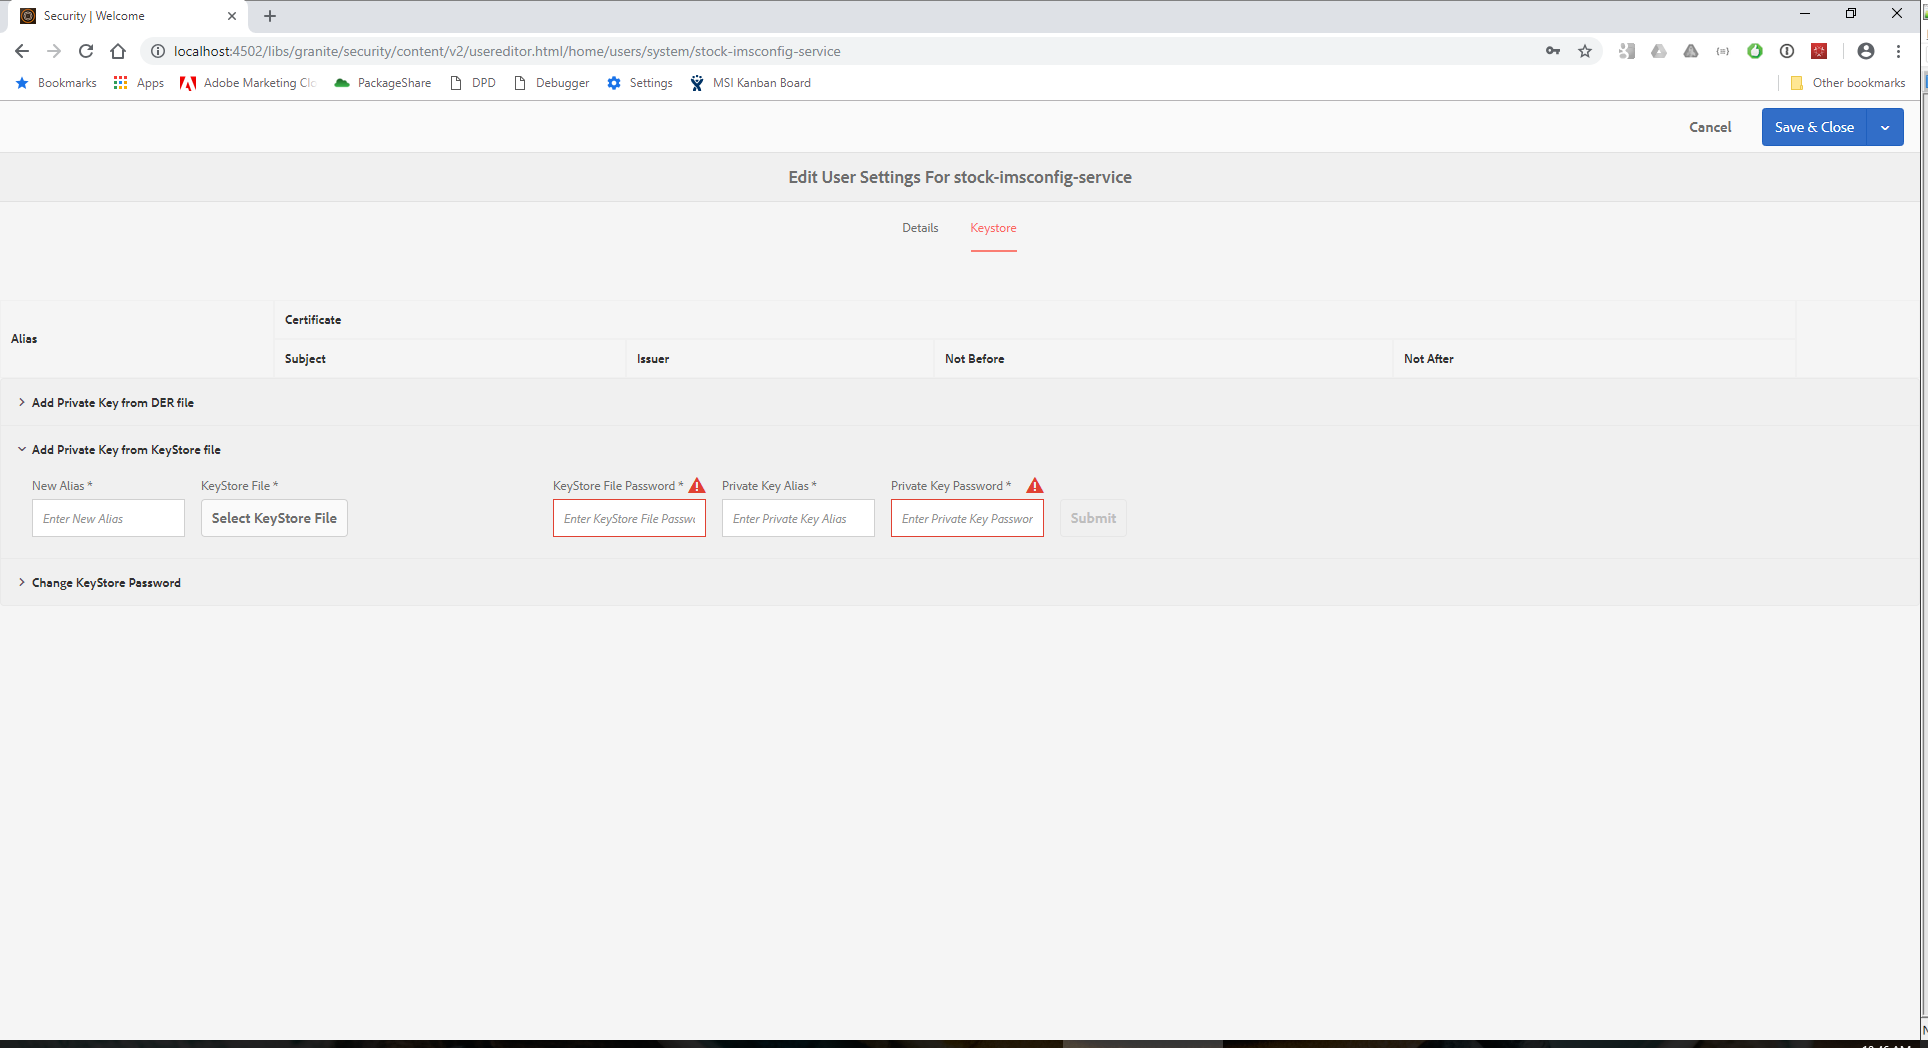 Security | Welcome
localhost:4502/libs/granite/security/content/v2/usereditor.html/home/users/system/stock-imsconfig-service
Bookmarks Apps Adobe Marketing Clo PackageShare DPD Debugger Settings MSI Kanban Board Other bookmarks
Cancel Save & Close
Edit User Settings For stock-imsconfig-service
Details Keystore
Alias Certificate
Subject Issuer Not Before Not After
Add Private Key from DER file
Add Private Key from KeyStore file
New Alias * KeyStore File * KeyStore File Password * Private Key Alias * Private Key Password *
Enter New Alias Select KeyStore File Enter KeyStore File Passwo Enter Private Key Alias Enter Private Key Passwor Submit
Change KeyStore Password